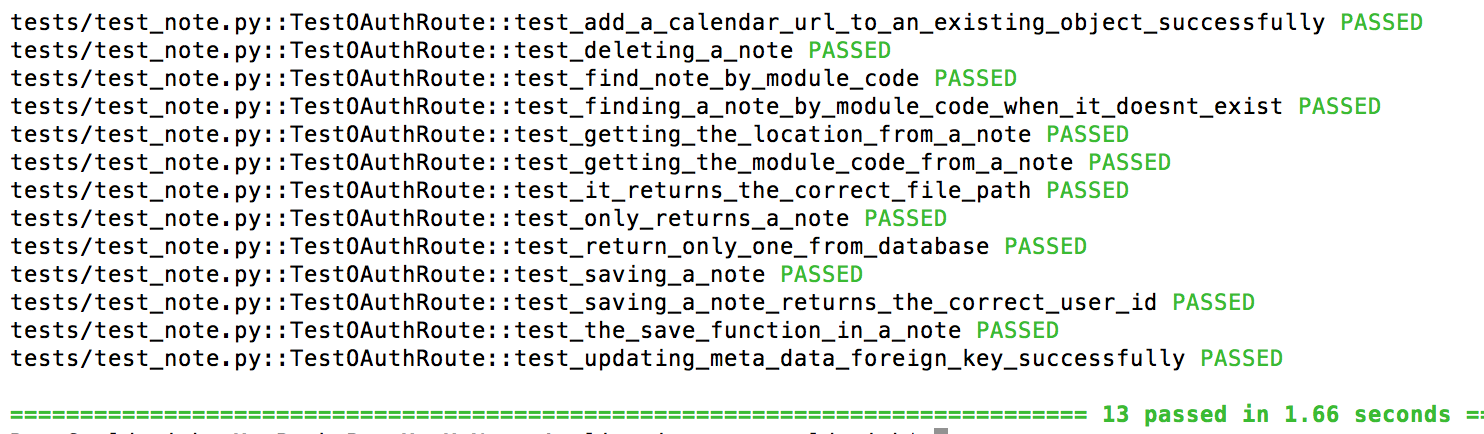 tests/test_note.py::TestOAuthRoute::test_add_a_calendar_url_to_an_existing_object_successfully PASSED
tests/test_note.py::TestOAuthRoute::test_deleting_a_note PASSED
tests/test_note.py::TestOAuthRoute::test_find_note_by_module_code PASSED
tests/test_note.py::TestOAuthRoute::test_finding_a_note_by_module_code_when_it_doesnt_exist PASSED
tests/test_note.py::TestOAuthRoute::test_getting_the_location_from_a_note PASSED
tests/test_note.py::TestOAuthRoute::test_getting_the_module_code_from_a_note PASSED
tests/test_note.py::TestOAuthRoute::test_it_returns_the_correct_file_path PASSED
tests/test_note.py::TestOAuthRoute::test_only_returns_a_note PASSED
tests/test_note.py::TestOAuthRoute::test_return_only_one_from_database PASSED
tests/test_note.py::TestOAuthRoute::test_saving_a_note PASSED
tests/test_note.py::TestOAuthRoute::test_saving_a_note_returns_the_correct_user_id PASSED
tests/test_note.py::TestOAuthRoute::test_the_save_function_in_a_note PASSED
tests/test_note.py::TestOAuthRoute::test_updating_meta_data_foreign_key_successfully PASSED
============================================================================= 13 passed in 1.66 seconds ==